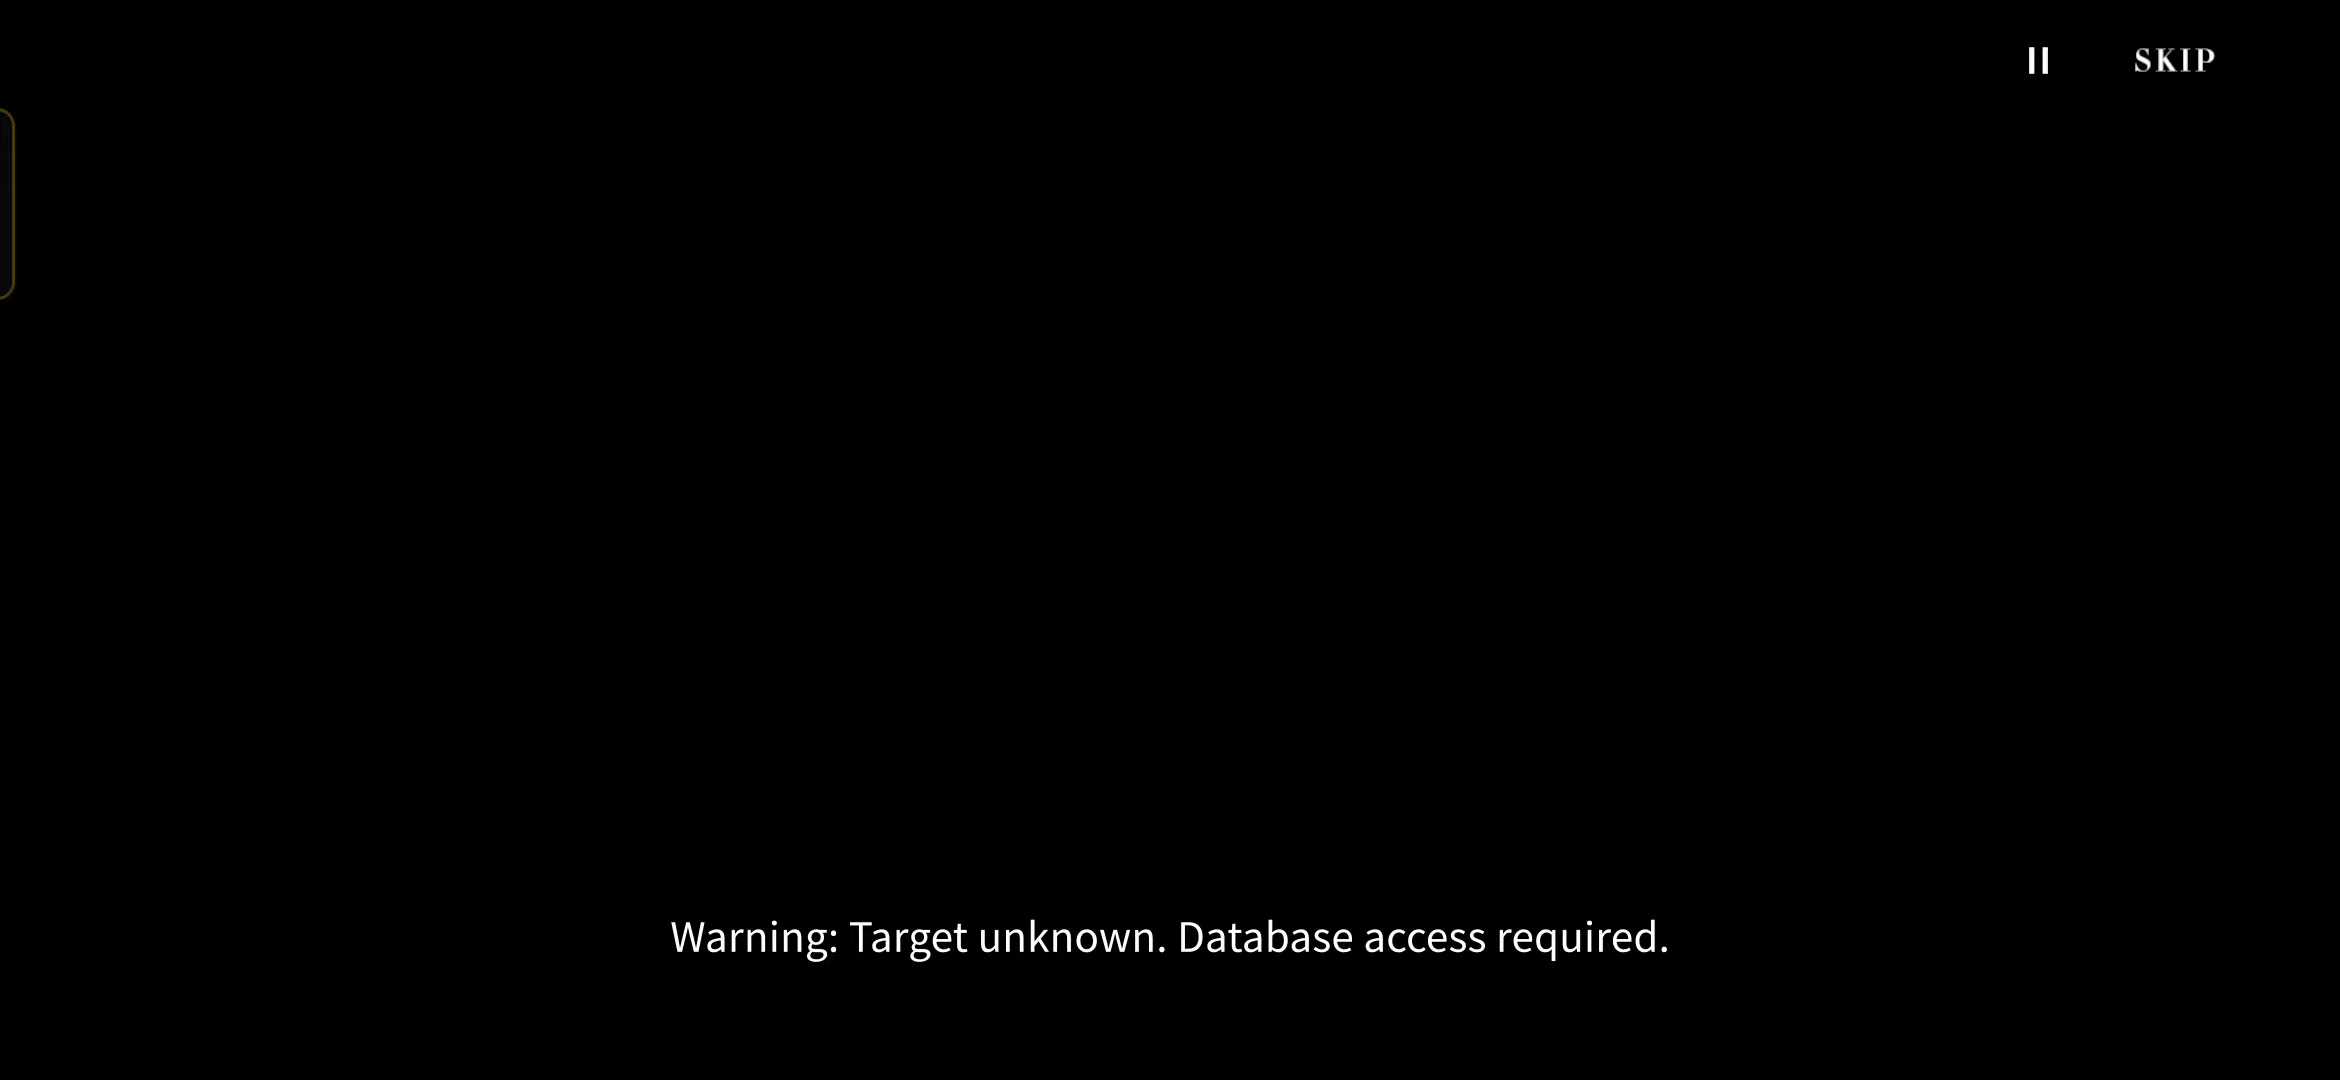 SKIP
Warning: Target unknown. Database access required.